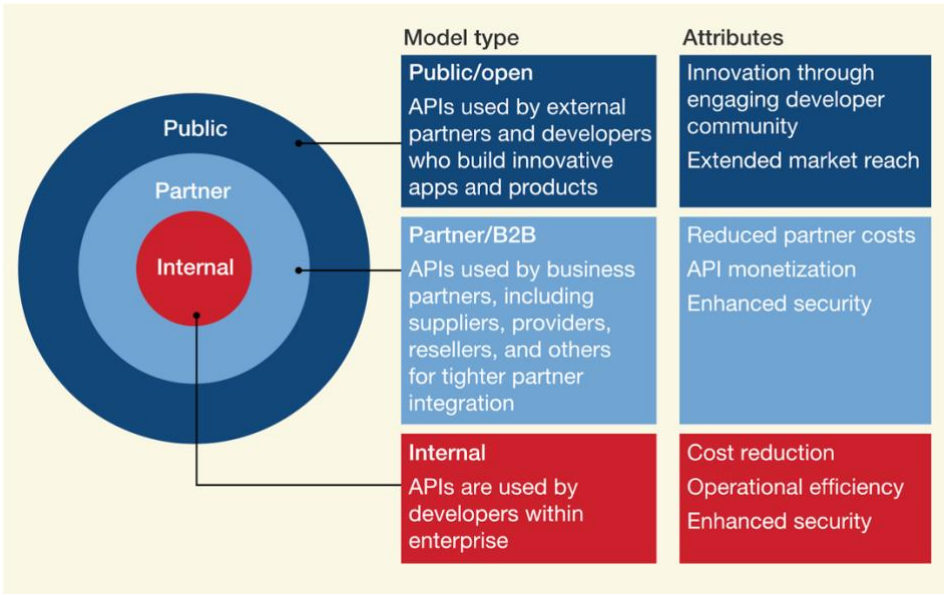 Public
Partner
Internal
Model type
Attributes
Public/open
APIs used by external
partners and developers
who build innovative
apps and products
Innovation through
engaging developer
community
Extended market reach
Partner/B2B
APIs used by business
partners, including
suppliers, providers,
resellers, and others
for tighter partner
integration
Reduced partner costs
API monetization
Enhanced security
Internal
APIs are used by
developers within
enterprise
Cost reduction
Operational efficiency
Enhanced security